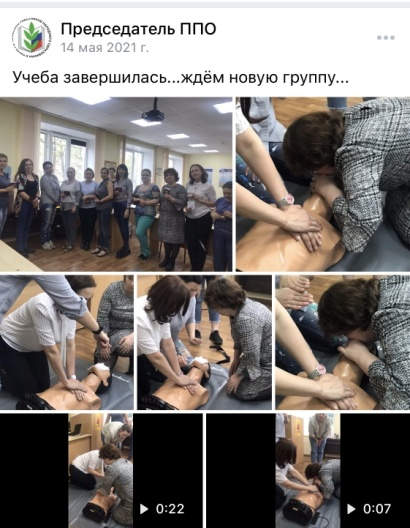 Председатель ППО
14 мая 2021 г.
Учеба завершилась...ждём новую группу...
0:22
0:07